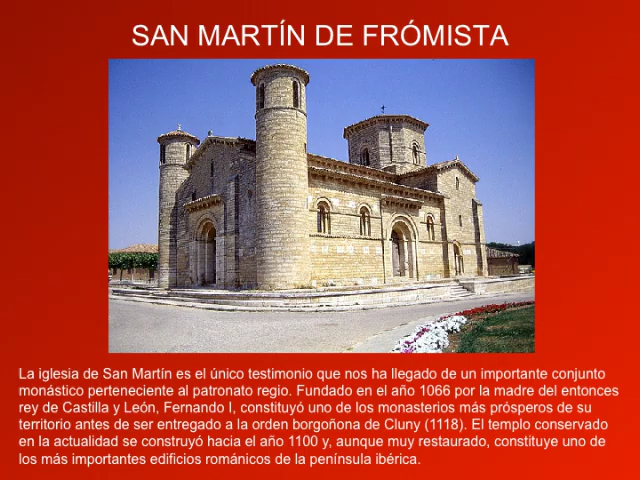 SAN MARTÍN DE FRÓMISTA
La iglesia de San Martín es el único testimonio que nos ha llegado de un importante conjunto
monástico perteneciente al patronato regio. Fundado en el año 1066 por la madre del entonces
rey de Castilla y León, Fernando I, constituyó uno de los monasterios más prósperos de su
territorio antes de ser entregado a la orden borgoñona de Cluny (1118). El templo conservado
en la actualidad se construyó hacia el año 1100 y, aunque muy restaurado, constituye uno de
los más importantes edificios románicos de la península ibérica.